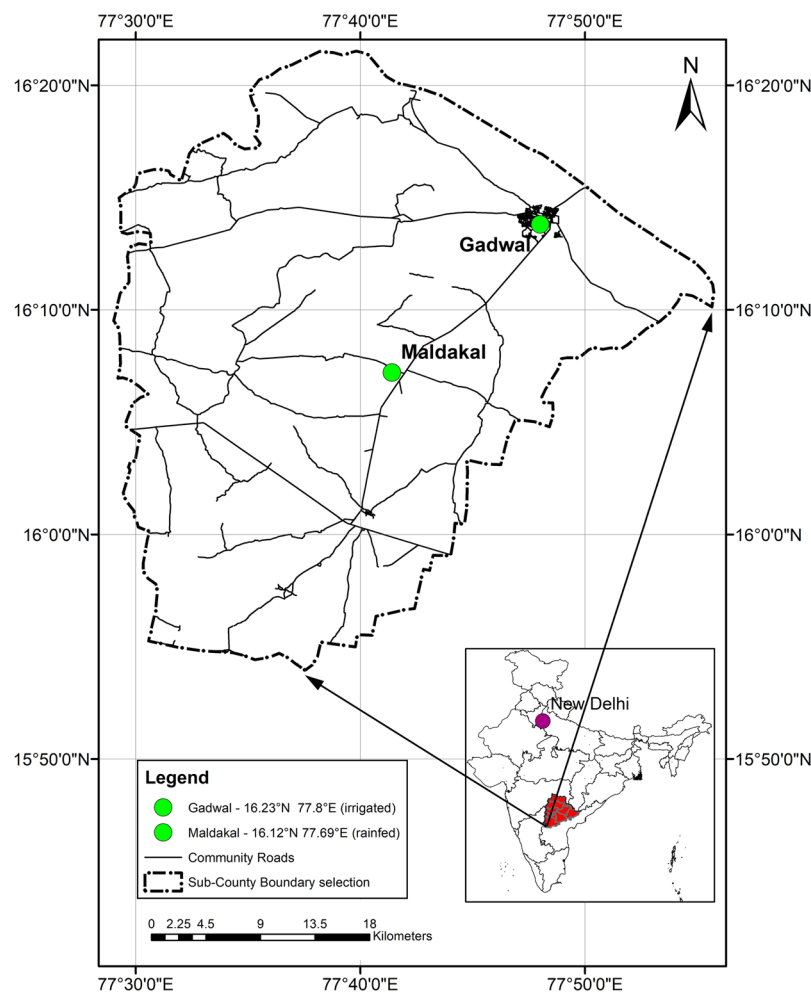 77°30'0"E 77°40'0"E 77°50'0"E
N
16°20'0"N 16°20'0"N
Gadwal
16°10'0"N 16°10'0"N
Maldakal
16°0'0"N 16°0'0"N
New Delhi
15°50'0"N 15°50'0"N
Legend
Gadwal - 16.23°N 77.8°E (irrigated)
Maldakal - 16.12°N 77.69°E (rainfed)
Community Roads
Sub-County Boundary selection
0 2.25 4.5 9 13.5 18
Kilometers
77°30'0"E 77°40'0"E 77°50'0"E